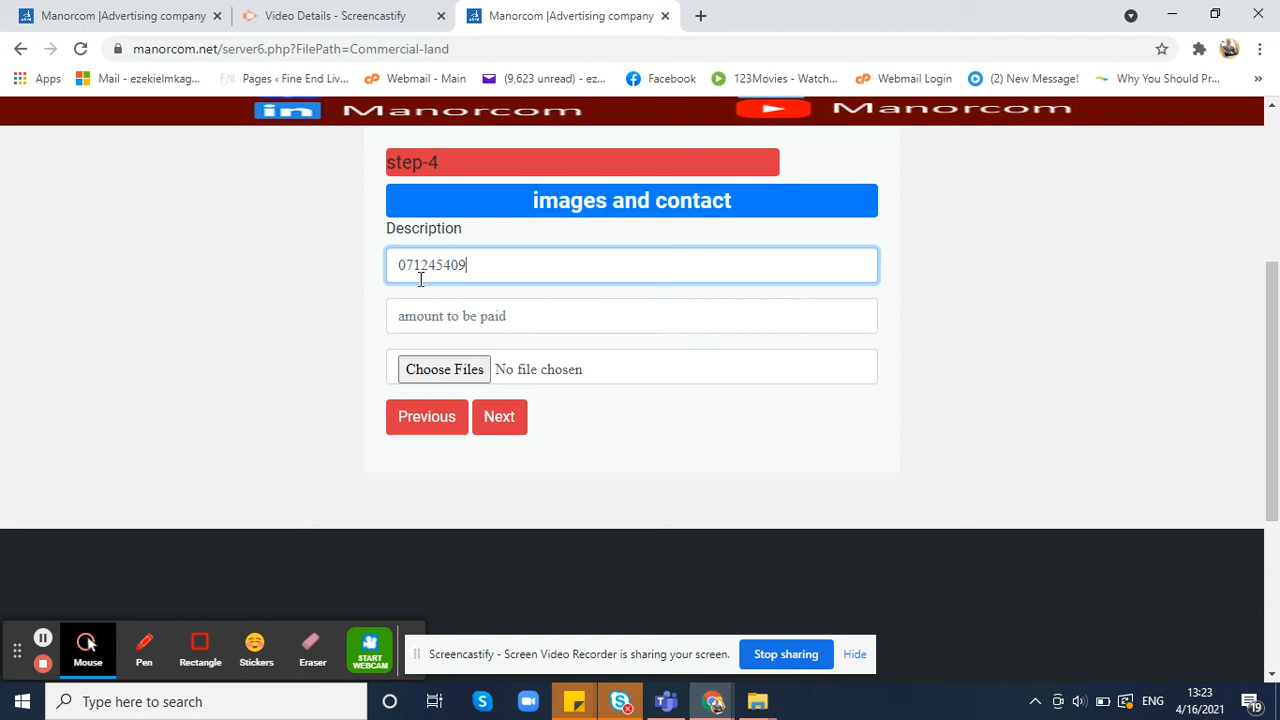 Manorcom |Advertising company
Video Details - Screencastify
Manorcom |Advertising company
manorcom.net/server6.php?FilePath=Commercial-land
Apps
Mail - ezekielmkag...
Pages ‹ Fine End Liv...
Webmail - Main
(9,623 unread) - ez...
Facebook
123Movies - Watch...
Webmail Login
(2) New Message!
Why You Should Pr...
in Manorcom
Manorcom
step-4
images and contact
Description
071245409
amount to be paid
Choose Files No file chosen
Previous Next
Mouse
Pen
Rectangle
Stickers
Eraser
START WEBCAM
Screencastify - Screen Video Recorder is sharing your screen.
Stop sharing
Hide
Type here to search
ENG
13:23
4/16/2021
19